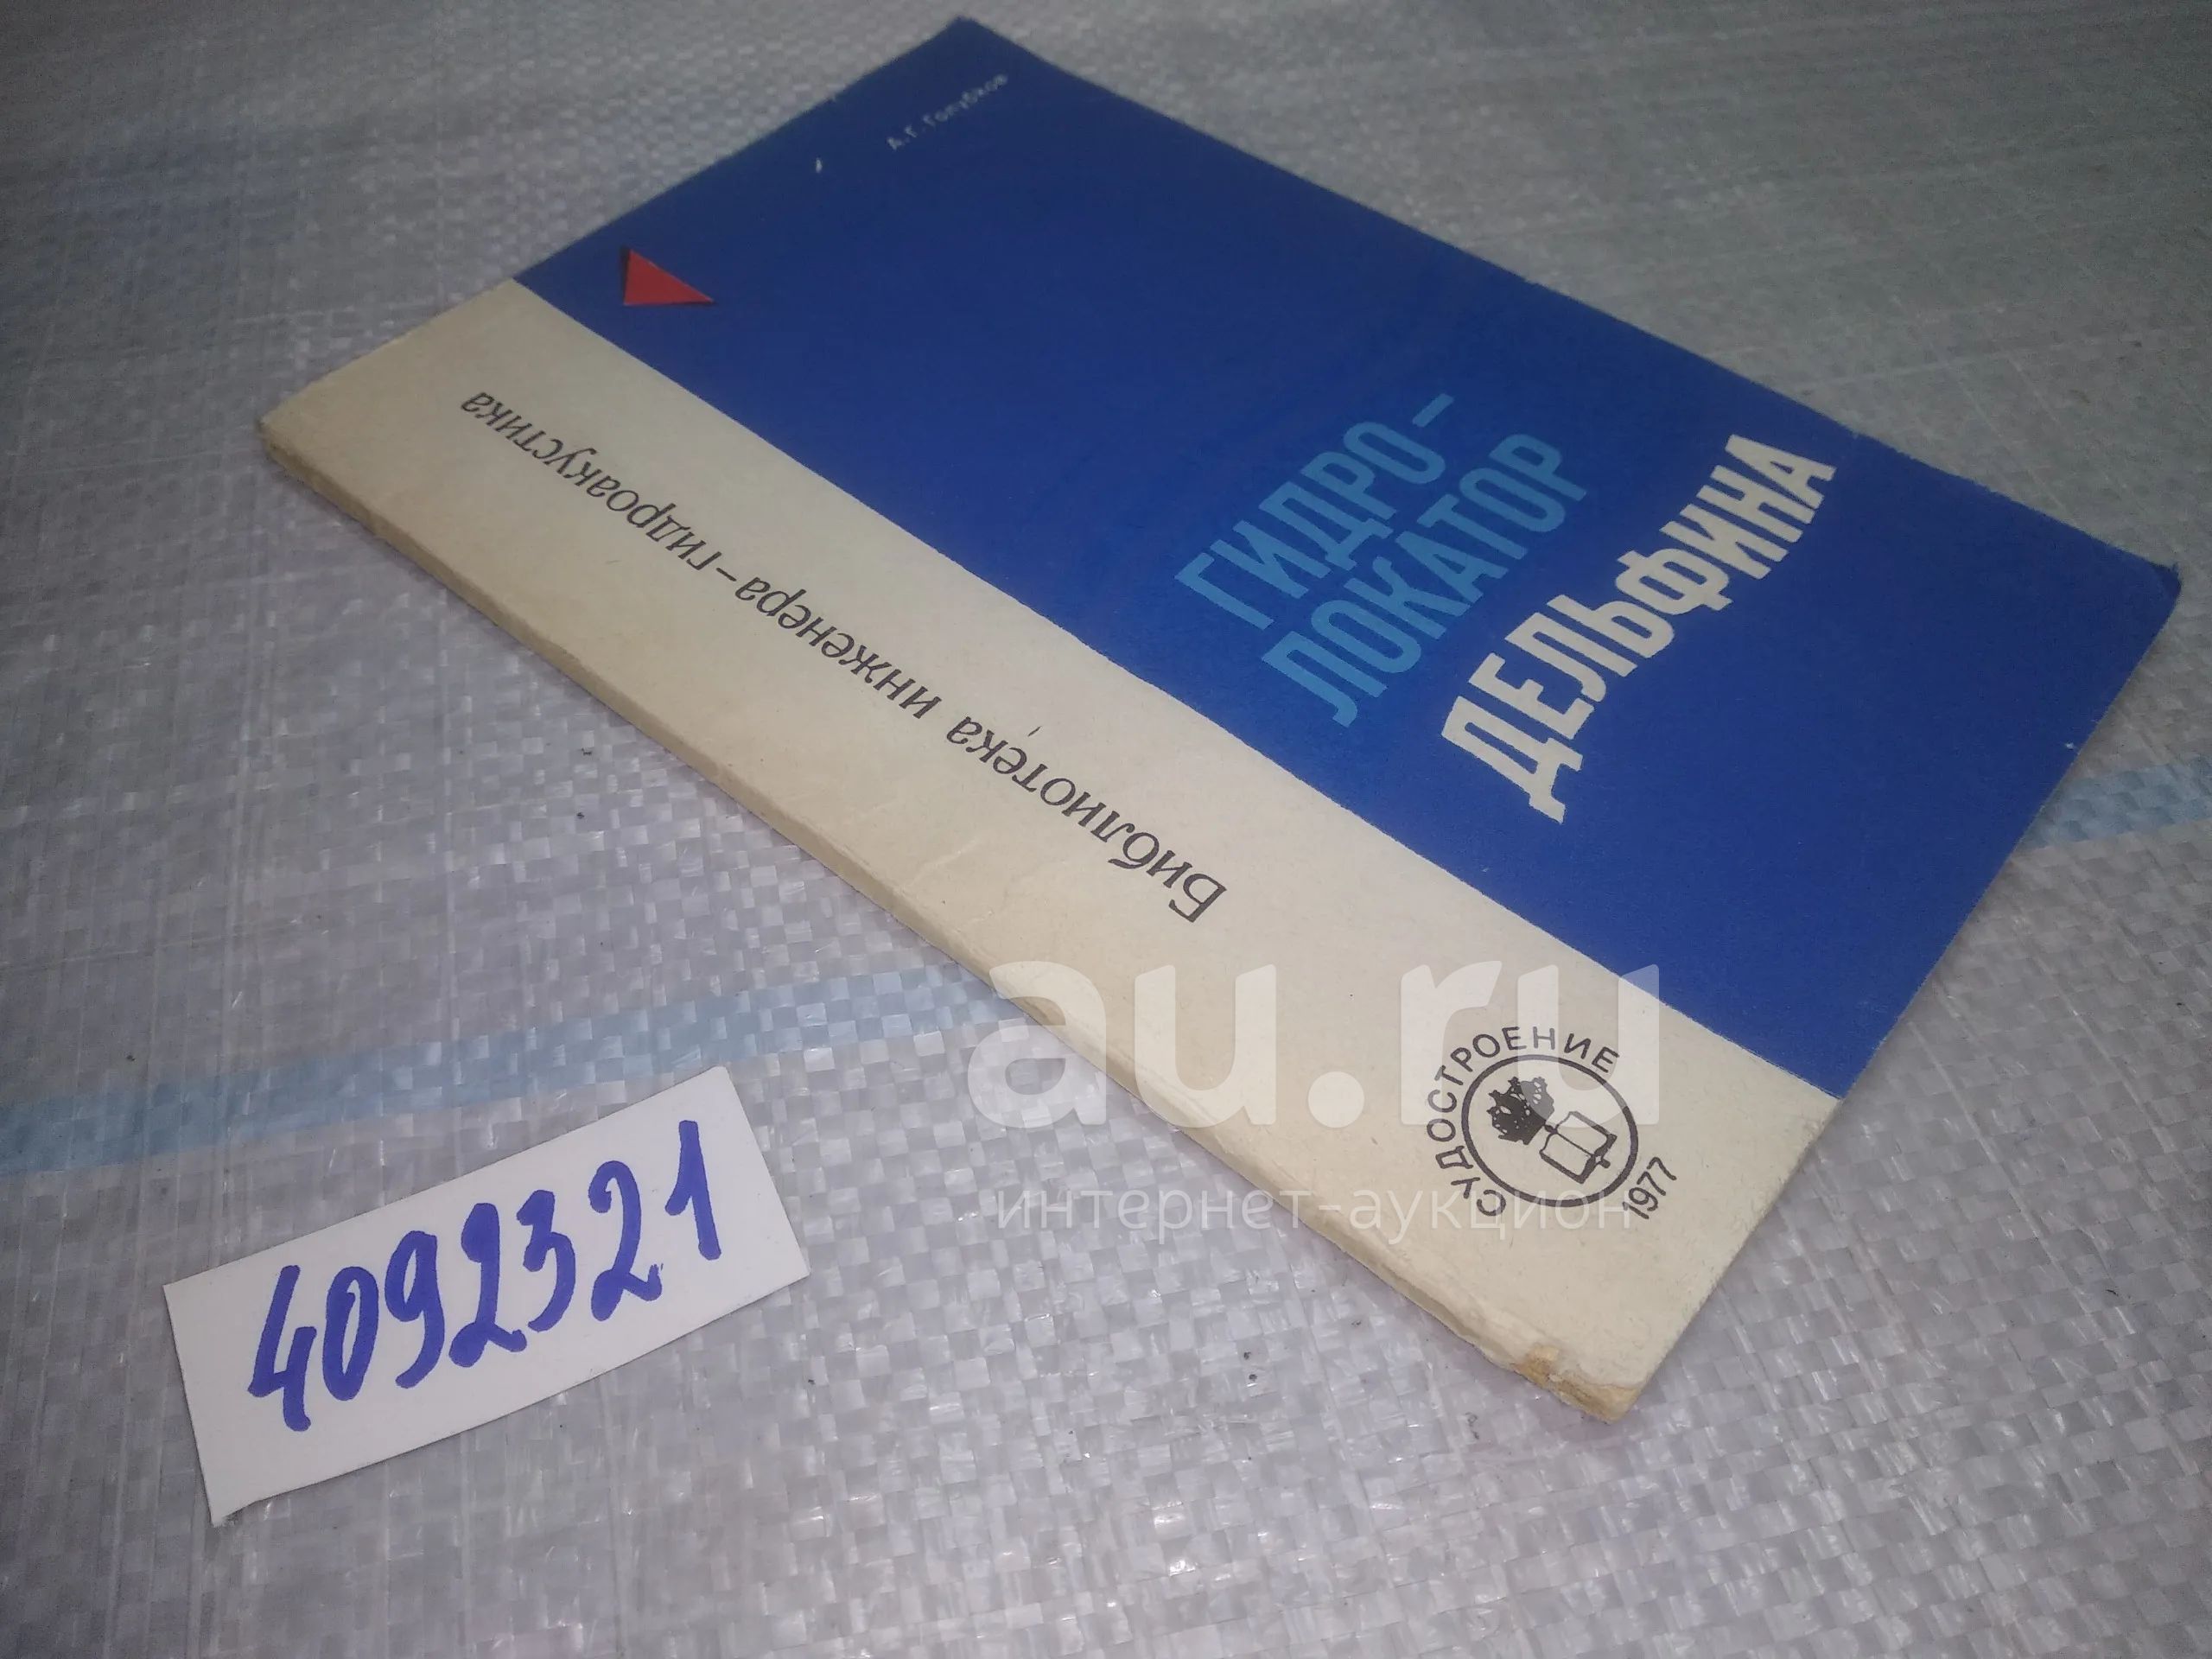 А. Г. Голубков
ГИДРО-
ЛОКАТОР
ДЕЛЬФИНА
Библиотека инженера-гидроакустика
СУДОСТРОЕНИЕ
1977
4092321
au.ru
интернет-аукцион